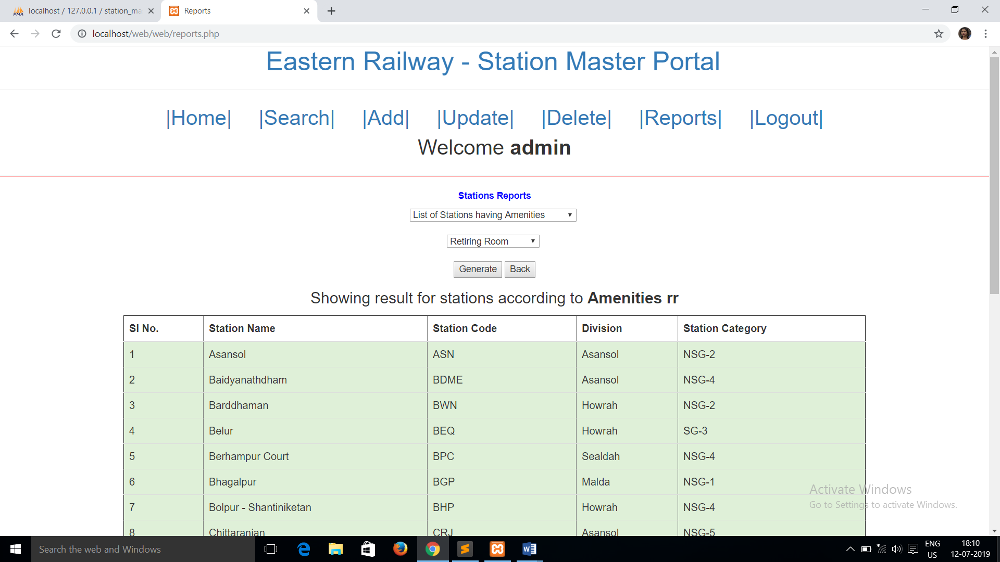 localhost / 127.0.0.1 / station_ma
Reports
localhost/web/web/reports.php
Eastern Railway - Station Master Portal
|Home| |Search| |Add| |Update| |Delete| |Reports| |Logout|
Welcome admin
Stations Reports
List of Stations having Amenities
Retiring Room
Generate Back
Showing result for stations according to Amenities rr
Sl No. Station Name Station Code Division Station Category
1 Asansol ASN Asansol NSG-2
2 Baidyanathdham BDME Asansol NSG-4
3 Barddhaman BWN Howrah NSG-2
4 Belur BEQ Howrah SG-3
5 Berhampur Court BPC Sealdah NSG-4
6 Bhagalpur BGP Malda NSG-1
7 Bolpur - Shantiniketan BHP Howrah NSG-4
8 Chittaranjan CRJ Asansol NSG-5
Activate Windows
Go to Settings to activate Windows.
Search the web and Windows
ENG
US
18:10
12-07-2019